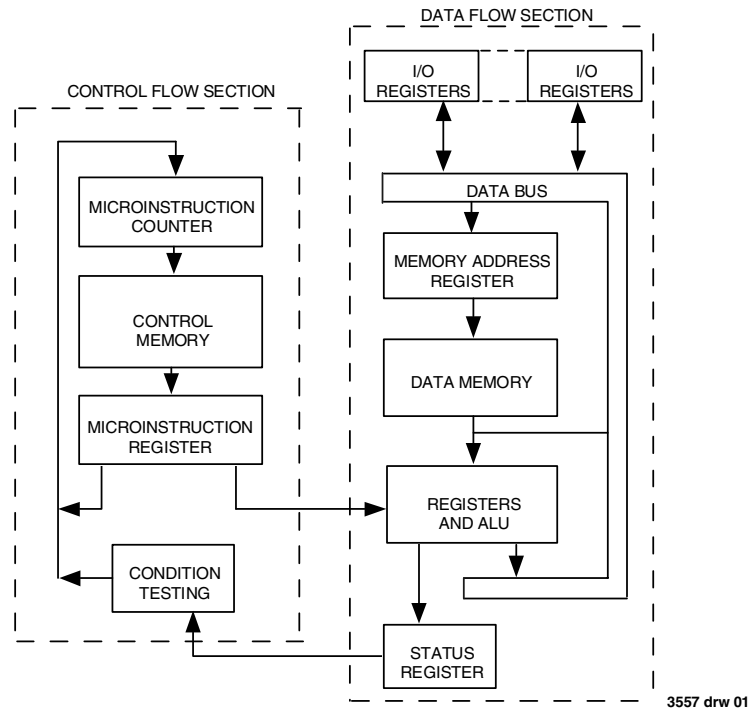 DATA FLOW SECTION
I/O
REGISTERS
I/O
REGISTERS
CONTROL FLOW SECTION
DATA BUS
MICROINSTRUCTION
COUNTER
MEMORY ADDRESS
REGISTER
CONTROL
MEMORY
DATA MEMORY
MICROINSTRUCTION
REGISTER
REGISTERS
AND ALU
CONDITION
TESTING
STATUS
REGISTER
3557 drw 01